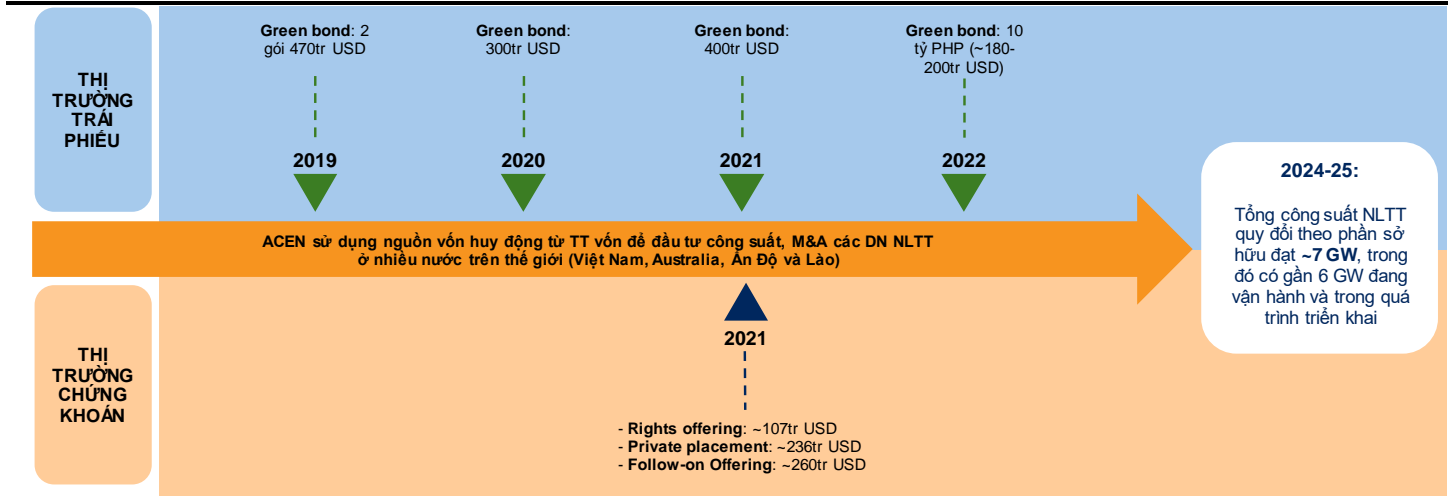 THỊ
TRƯỜNG
TRÁI
PHIẾU
Green bond: 2
gói 470tr USD
Green bond:
300tr USD
Green bond:
400tr USD
Green bond: 10
tỷ PHP (~180-
200tr USD)
2019
2020
2021
2022
ACEN sử dụng nguồn vốn huy động từ TT vốn để đầu tư công suất, M&A các DN NLTT
ở nhiều nước trên thế giới (Việt Nam, Australia, Ấn Độ và Lào)
2024-25:
Tổng công suất NLTT
quy đổi theo phần sở
hữu đạt ~7 GW, trong
đó có gần 6 GW đang
vận hành và trong quá
trình triển khai
THỊ
TRƯỜNG
CHỨNG
KHOÁN
2021
- Rights offering: ~107tr USD
- Private placement: ~236tr USD
- Follow-on Offering: ~260tr USD